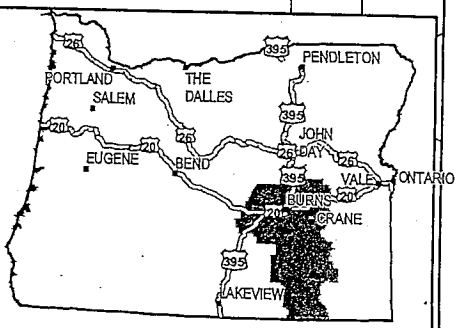 26
395
PENDLETON
PORTLAND
THE
DALLES
SALEM
395
20
26
JOHN
DAY
20
26
26
EUGENE
BEND
395
VALE
ONTARIO
BURNS
20
20
CRANE
395
LAKEVIEW